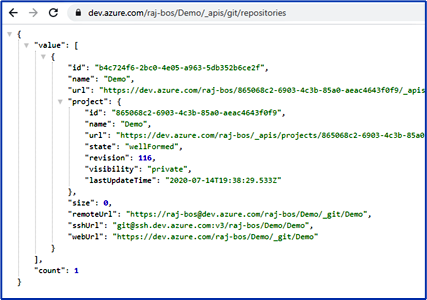 dev.azure.com/raj-bos/Demo/_apis/git/repositories
{
"value": [
{
"id": "b4c724f6-2bc0-4e05-a963-5db352b6ce2f",
"name": "Demo",
"url": "https://dev.azure.com/raj-bos/865068c2-6903-4c3b-85a0-aeac4643f0f9/_apis
"project": {
"id": "865068c2-6903-4c3b-85a0-aeac4643f0f9",
"name": "Demo",
"url": "https://dev.azure.com/raj-bos/_apis/projects/865068c2-6903-4c3b-85a0
"state": "wellFormed",
"revision": 116,
"visibility": "private",
"lastUpdateTime": "2020-07-14T19:38:29.533Z"
},
"size": 0,
"remoteUrl": "https://raj-bos@dev.azure.com/raj-bos/Demo/_git/Demo",
"sshUrl": "git@ssh.dev.azure.com:v3/raj-bos/Demo/Demo",
"webUrl": "https://dev.azure.com/raj-bos/Demo/_git/Demo"
}
],
"count": 1
}